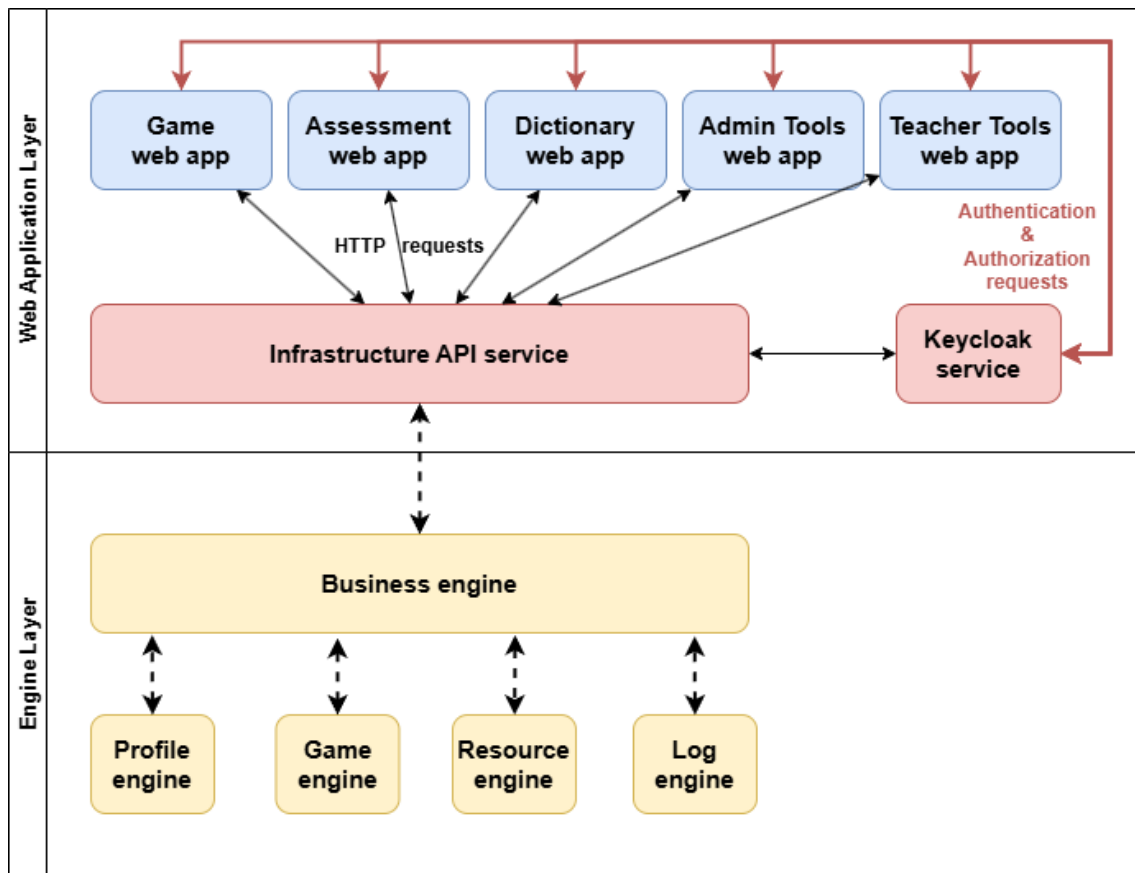 Web Application Layer
Game
web app
Assessment
web app
Dictionary
web app
Admin Tools
web app
Teacher Tools
web app
HTTP requests
Authentication
&
Authorization
requests
Infrastructure API service
Keycloak
service
Engine Layer
Business engine
Profile
engine
Game
engine
Resource
engine
Log
engine